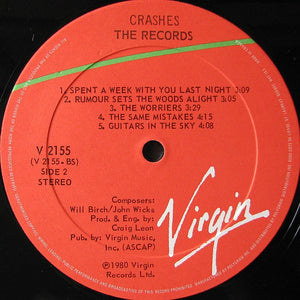 CRASHES
THE RECORDS
1. SPENT A WEEK WITH YOU LAST NIGHT 3:09
2. RUMOUR SETS THE WOODS ALIGHT 3:05
3. THE WORRIERS 3:29
4. THE SAME MISTAKES 4:15
5. GUITARS IN THE SKY 4:08
V 2155
(V 2155-BS)
SIDE 2
STEREO
Composers:
Will Birch/John Wicks
Prod. & Eng. by:
Craig Leon
Pub. by: Virgin Music,
Inc. (ASCAP)
Virgin
℗1980 Virgin
Records Ltd.